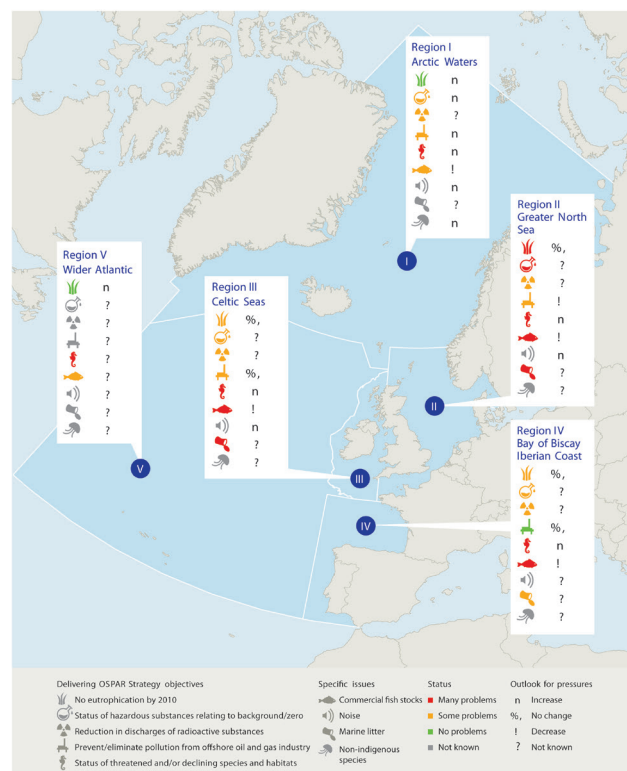 Region I
Arctic Waters
n
n
?
n
n
!
n
?
n
I
Region II
Greater North
Sea
%,
?
?
!
n
!
n
?
?
II
Region V
Wider Atlantic
n
?
?
?
?
?
?
?
?
V
Region III
Celtic Seas
%,
?
?
%,
n
!
n
?
?
III
Region IV
Bay of Biscay
Iberian Coast
%,
?
?
%,
n
!
?
?
?
IV
Delivering OSPAR Strategy objectives
No eutrophication by 2010
Status of hazardous substances relating to background/zero
Reduction in discharges of radioactive substances
Prevent/eliminate pollution from offshore oil and gas industry
Status of threatened and/or declining species and habitats
Specific issues
Commercial fish stocks
Noise
Marine litter
Non-indigenous
species
Status
Many problems
Some problems
No problems
Not known
Outlook for pressures
n Increase
%, No change
! Decrease
? Not known